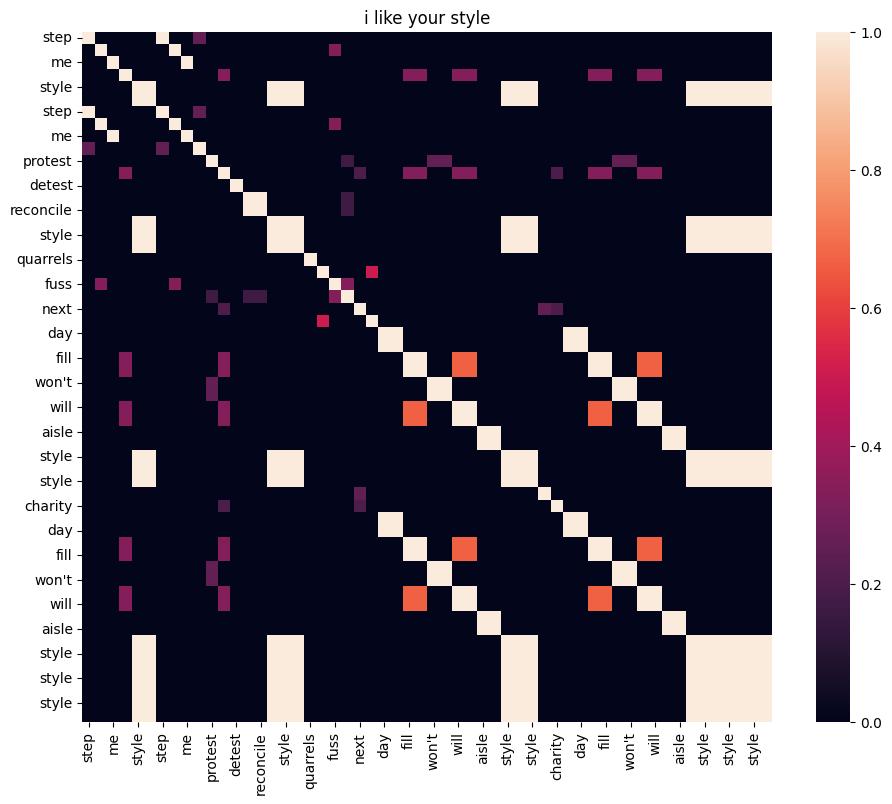 i like your style
step
me
style
step
me
protest
detest
reconcile
style
quarrels
fuss
next
day
fill
won't
will
aisle
style
style
charity
day
fill
won't
will
aisle
style
style
style
1.0
0.8
0.6
0.4
0.2
0.0
step
me
style
step
me
protest
detest
reconcile
style
quarrels
fuss
next
day
fill
won't
will
aisle
style
style
charity
day
fill
won't
will
aisle
style
style
style